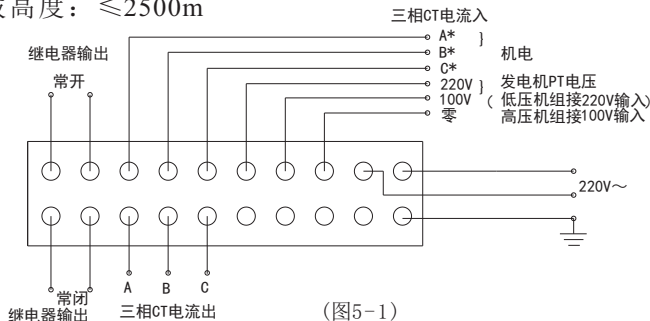 高度：≤2500m
三相CT电流入
A* }
B* 机电
C*
继电器输出
常开
220V } 发电机PT电压
100V ( 低压机组接220V输入)
零 高压机组接100V输入
220V～
A B C
常闭
继电器输出
三相CT电流出
(图5-1)